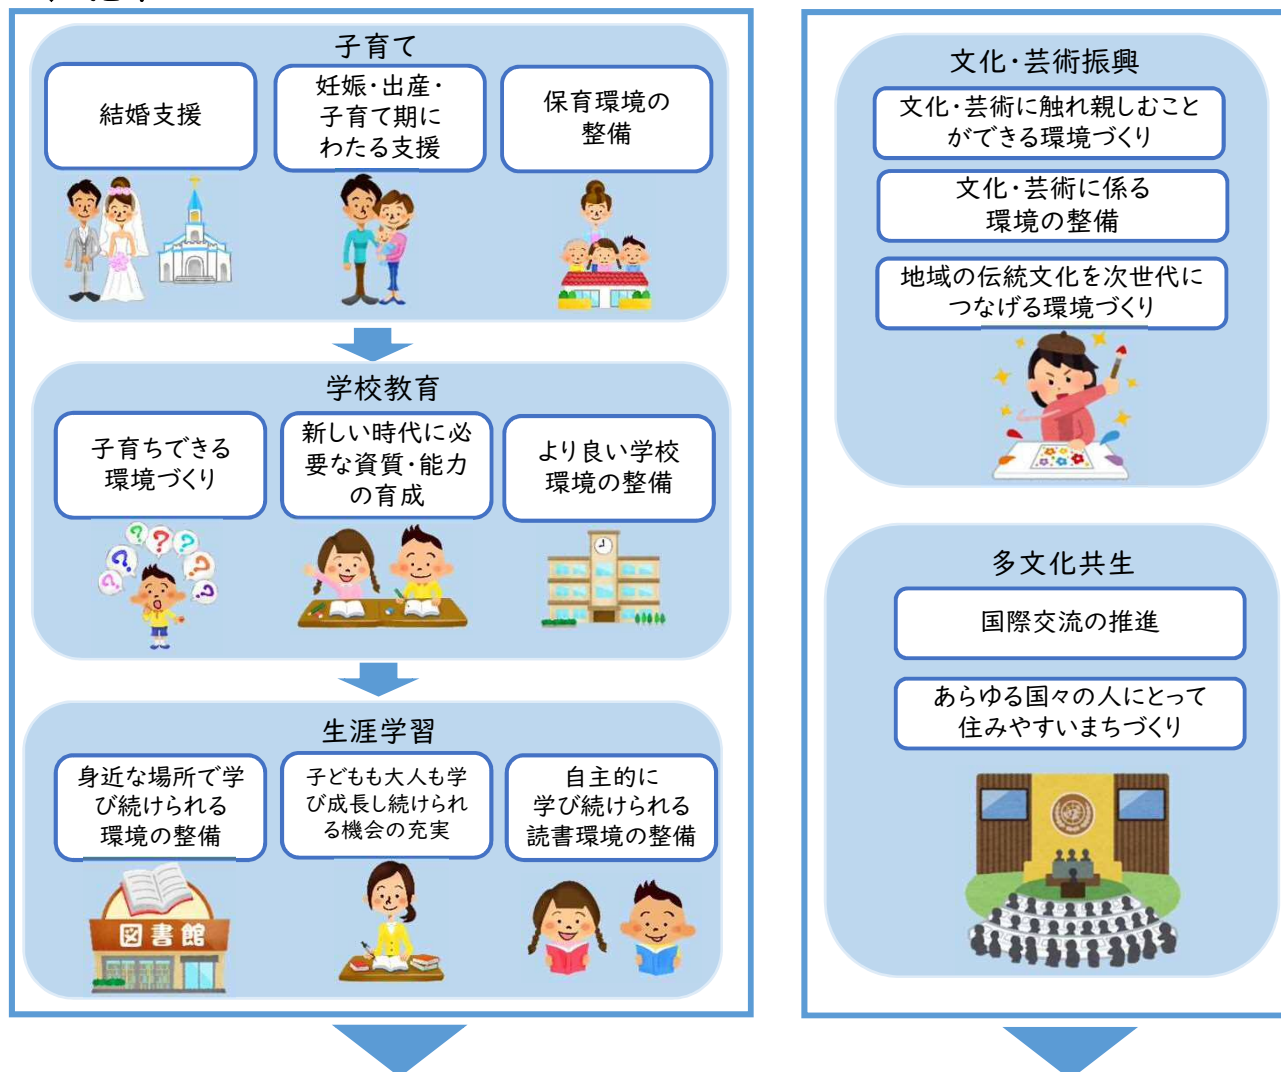 子育て
結婚支援
妊娠・出産・
子育て期に
わたる支援
保育環境の
整備
学校教育
子育ちできる
環境づくり
新しい時代に必
要な資質・能力
の育成
より良い学校
環境の整備
生涯学習
身近な場所で学
び続けられる
環境の整備
子どもも大人も学
び成長し続けられ
る機会の充実
自主的に
学び続けられる
読書環境の整備
図書館
文化・芸術振興
文化・芸術に触れ親しむこと
ができる環境づくり
文化・芸術に係る
環境の整備
地域の伝統文化を次世代に
つなげる環境づくり
多文化共生
国際交流の推進
あらゆる国々の人にとって
住みやすいまちづくり